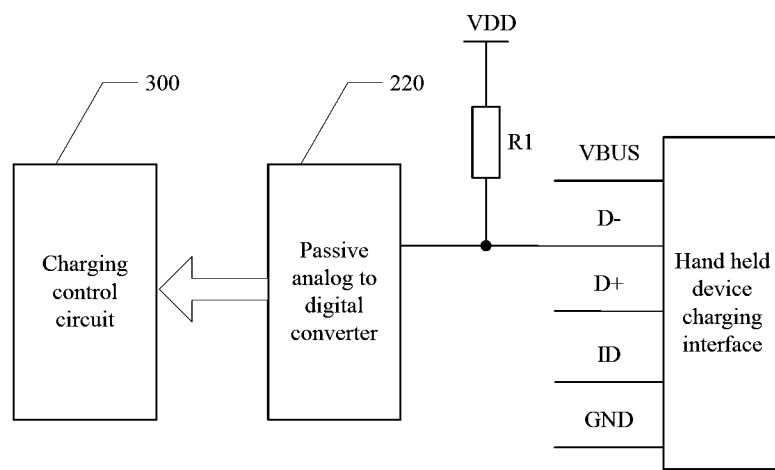 VDD
300
220
R1
VBUS
D-
D+
ID
GND
Charging
control
circuit
Passive
analog to
digital
converter
Hand held
device
charging
interface